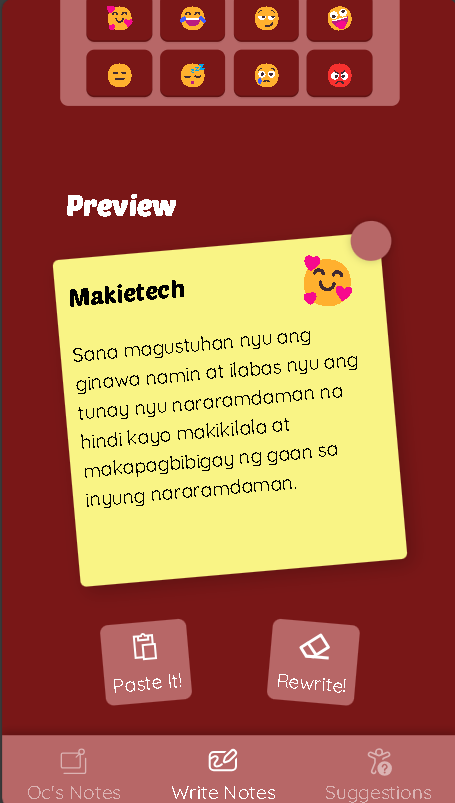 Preview
Makietech
Sana magustuhan nyu ang
ginawa namin at ilabas nyu ang
tunay nyu nararamdaman na
hindi kayo makikilala at
makapagbibigay ng gaan sa
inyung nararamdaman.
Paste It!
Rewrite!
Oc's Notes
Write Notes
Suggestions